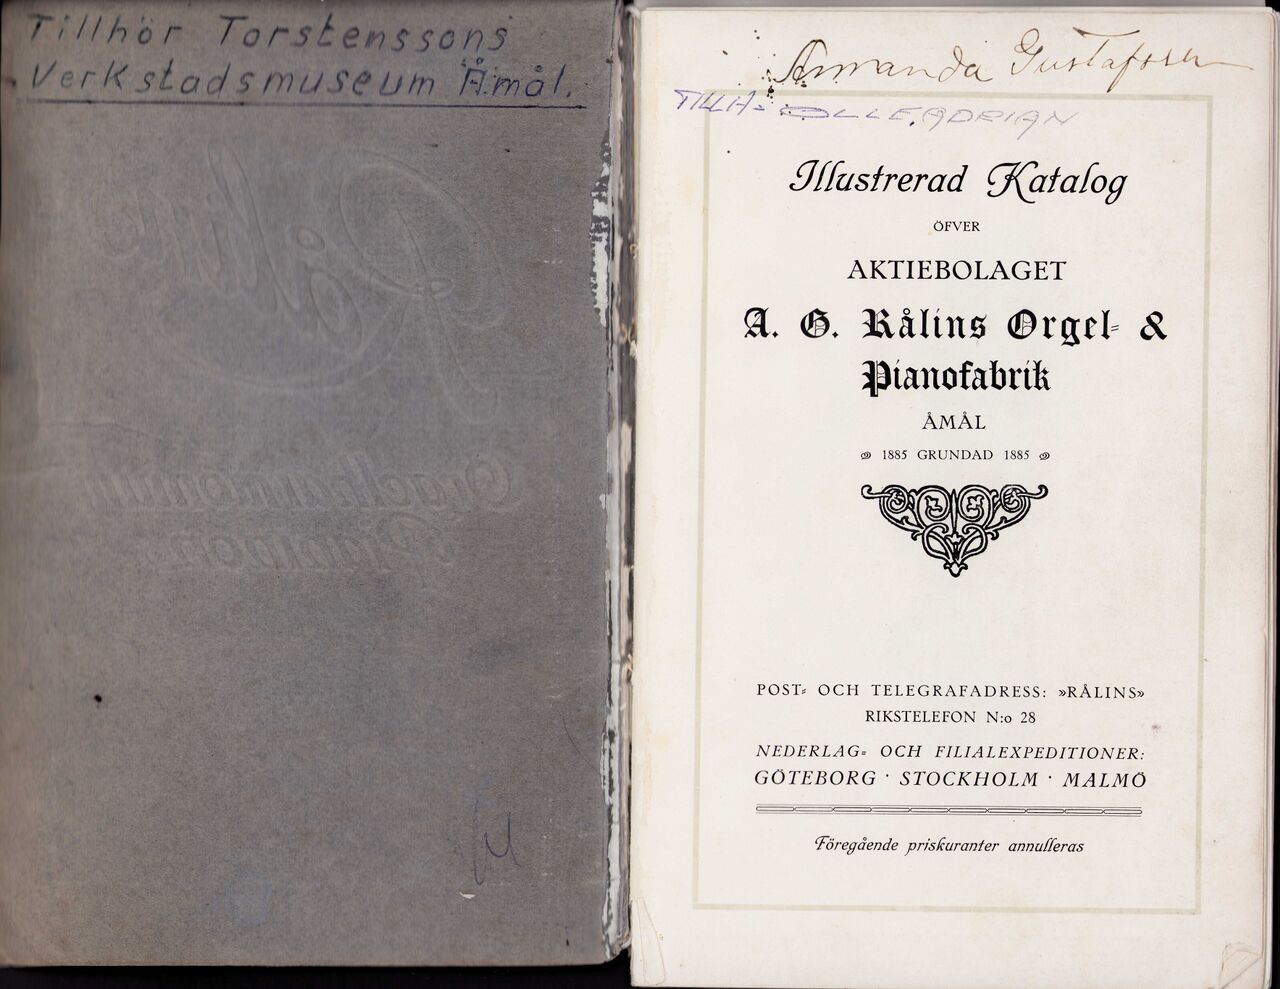 Tillhör Torstenssons
Verkstadsmuseum Åmål.
Amanda Gustafsson
TILLH: OLLE ADRIAN
Illustrerad Katalog
ÖFVER
AKTIEBOLAGET
A. G. Rålins Orgel- &
Pianofabrik
ÅMÅL
1885 GRUNDAD 1885
POST- OCH TELEGRAFADRESS: »RÅLINS»
RIKSTELEFON N:o 28
NEDERLAG- OCH FILIALEXPEDITIONER:
GÖTEBORG · STOCKHOLM · MALMÖ
Föregående priskuranter annulleras